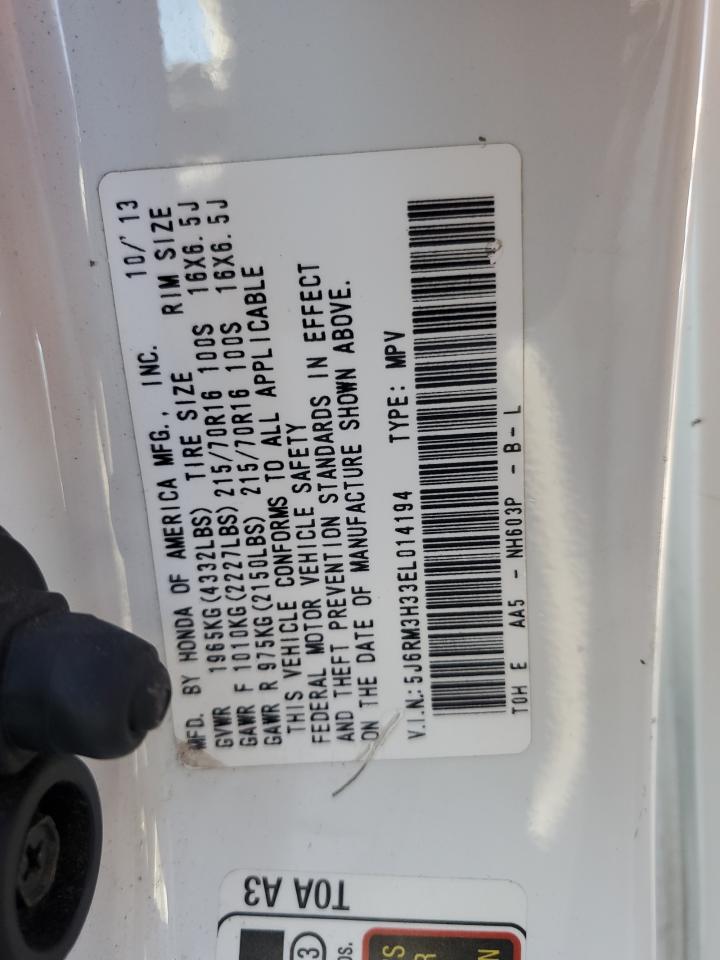 MFD. BY HONDA OF AMERICA MFG., INC. 10/'13
GVWR 1965KG(4332LBS) TIRE SIZE RIM SIZE
GAWR F 1010KG(2227LBS) 215/70R16 100S 16X6.5J
GAWR R 975KG(2150LBS) 215/70R16 100S 16X6.5J
THIS VEHICLE CONFORMS TO ALL APPLICABLE
FEDERAL MOTOR VEHICLE SAFETY
AND THEFT PREVENTION STANDARDS IN EFFECT
ON THE DATE OF MANUFACTURE SHOWN ABOVE.
V.I.N.: 5J6RM3H33EL014194 TYPE: MPV
T0H E AA5 - NH603P - B - L
T0A A3
3